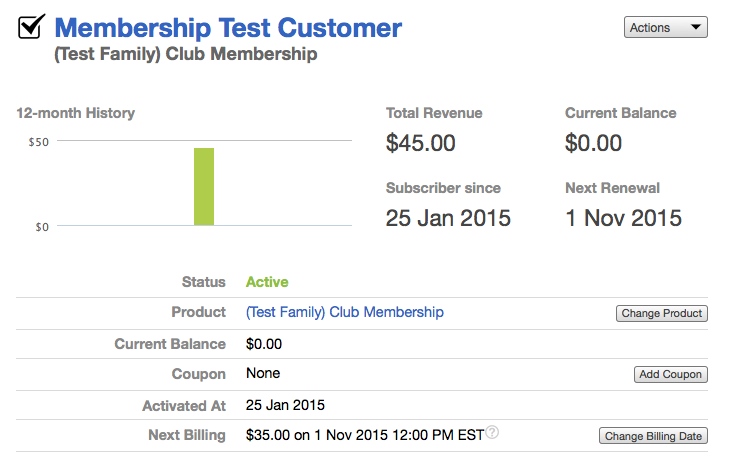 Membership Test Customer
Actions
(Test Family) Club Membership
12-month History
$50
$0
Total Revenue
$45.00
Current Balance
$0.00
Subscriber since
25 Jan 2015
Next Renewal
1 Nov 2015
Status Active
Product (Test Family) Club Membership Change Product
Current Balance $0.00
Coupon None Add Coupon
Activated At 25 Jan 2015
Next Billing $35.00 on 1 Nov 2015 12:00 PM EST ? Change Billing Date